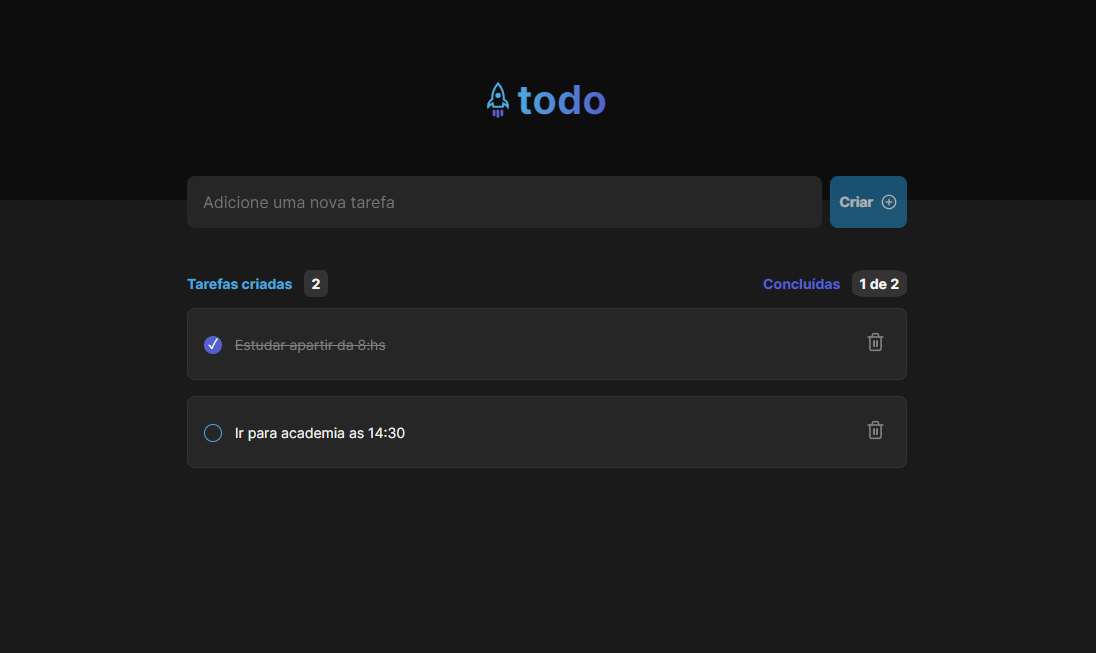 todo
Adicione uma nova tarefa
Criar
Tarefas criadas 2
Concluídas 1 de 2
Estudar apartir da 8:hs
Ir para academia as 14:30